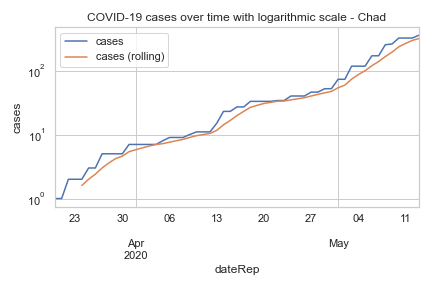 COVID-19 cases over time with logarithmic scale - Chad
cases
cases (rolling)
cases
10²
10¹
10⁰
23 30 06 13 20 27 04 11
Apr May
2020
dateRep